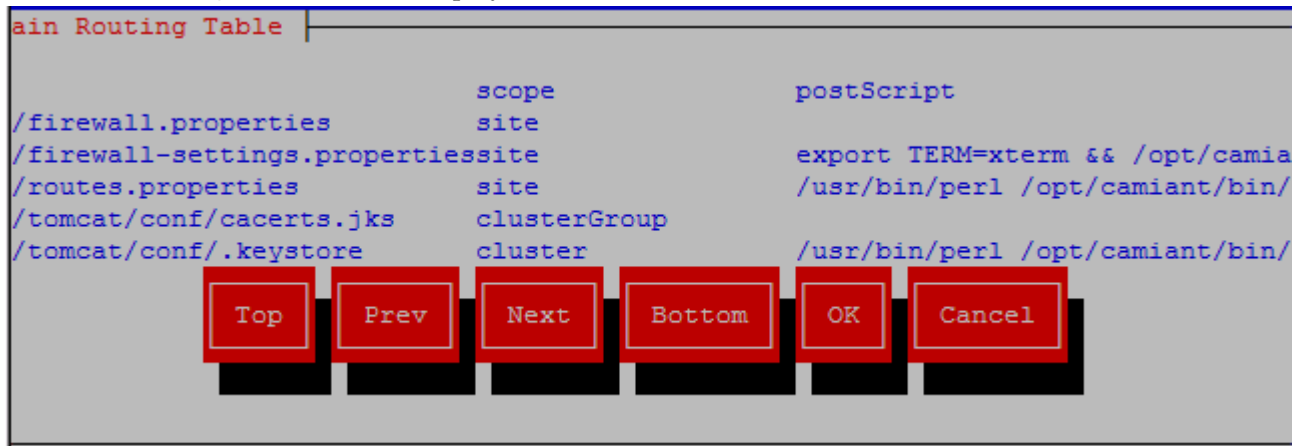 ain Routing Table
scope postScript
/firewall.properties site
/firewall-settings.propertiessite export TERM=xterm && /opt/camia
/routes.properties site /usr/bin/perl /opt/camiant/bin/
/tomcat/conf/cacerts.jks clusterGroup
/tomcat/conf/.keystore cluster /usr/bin/perl /opt/camiant/bin/
Top Prev Next Bottom OK Cancel